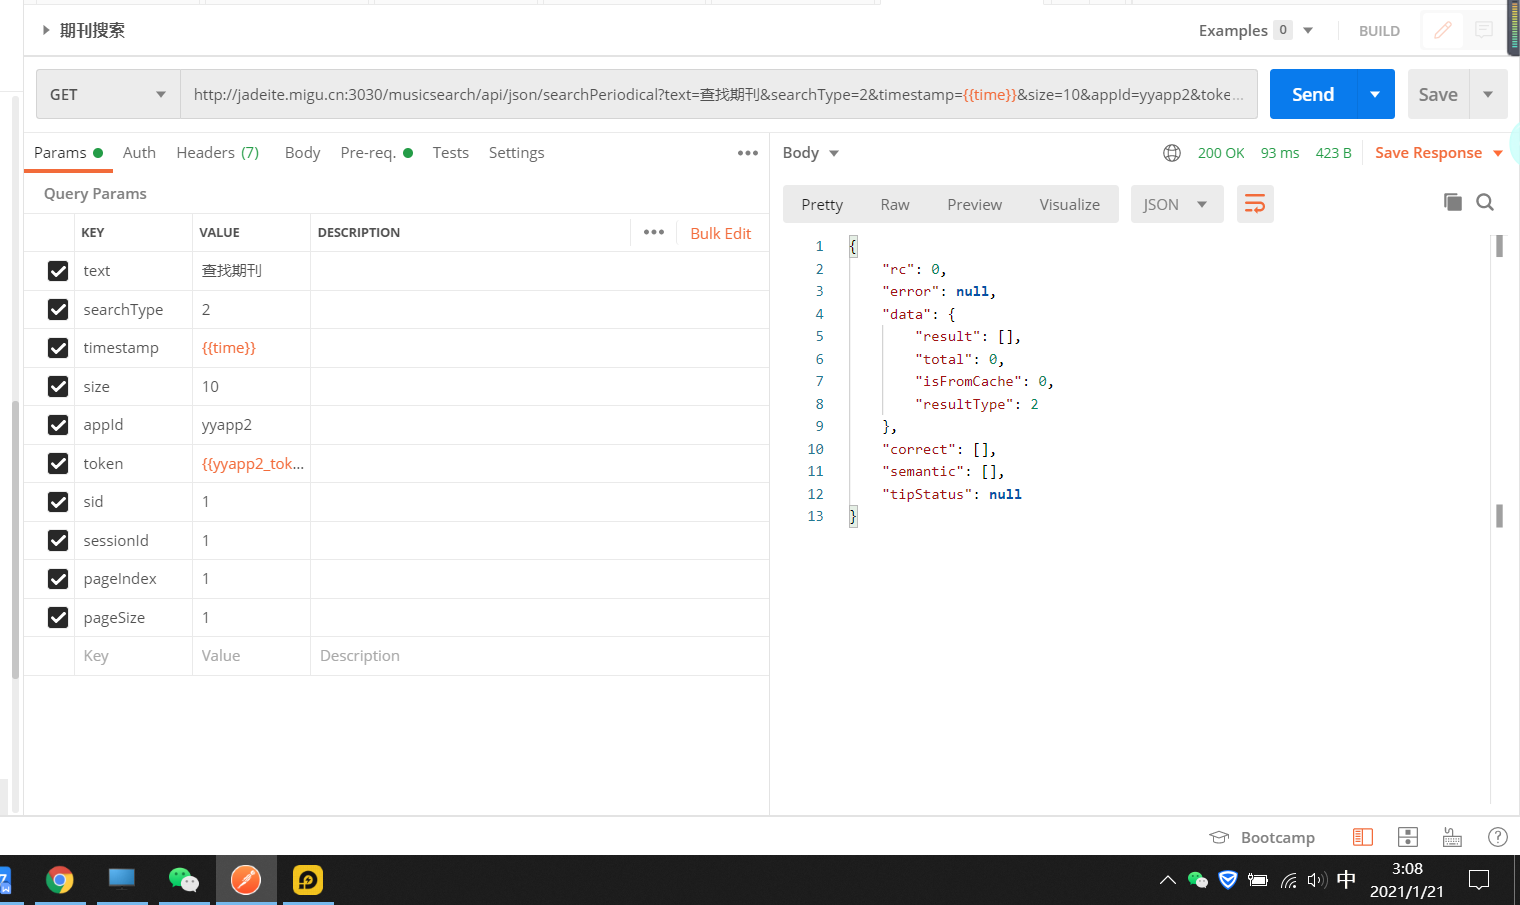 期刊搜索
Examples 0
BUILD
GET
http://jadeite.migu.cn:3030/musicsearch/api/json/searchPeriodical?text=查找期刊&searchType=2&timestamp={{time}}&size=10&appId=yyapp2&toke...
Send
Save
Params
Auth
Headers (7)
Body
Pre-req.
Tests
Settings
Query Params
KEY VALUE DESCRIPTION
Bulk Edit
text 查找期刊
searchType 2
timestamp {{time}}
size 10
appId yyapp2
token {{yyapp2_tok...
sid 1
sessionId 1
pageIndex 1
pageSize 1
Key Value Description
Body
200 OK 93 ms 423 B Save Response
Pretty Raw Preview Visualize JSON
1 {
2 "rc": 0,
3 "error": null,
4 "data": {
5 "result": [],
6 "total": 0,
7 "isFromCache": 0,
8 "resultType": 2
9 },
10 "correct": [],
11 "semantic": [],
12 "tipStatus": null
13 }
Bootcamp
中
3:08
2021/1/21